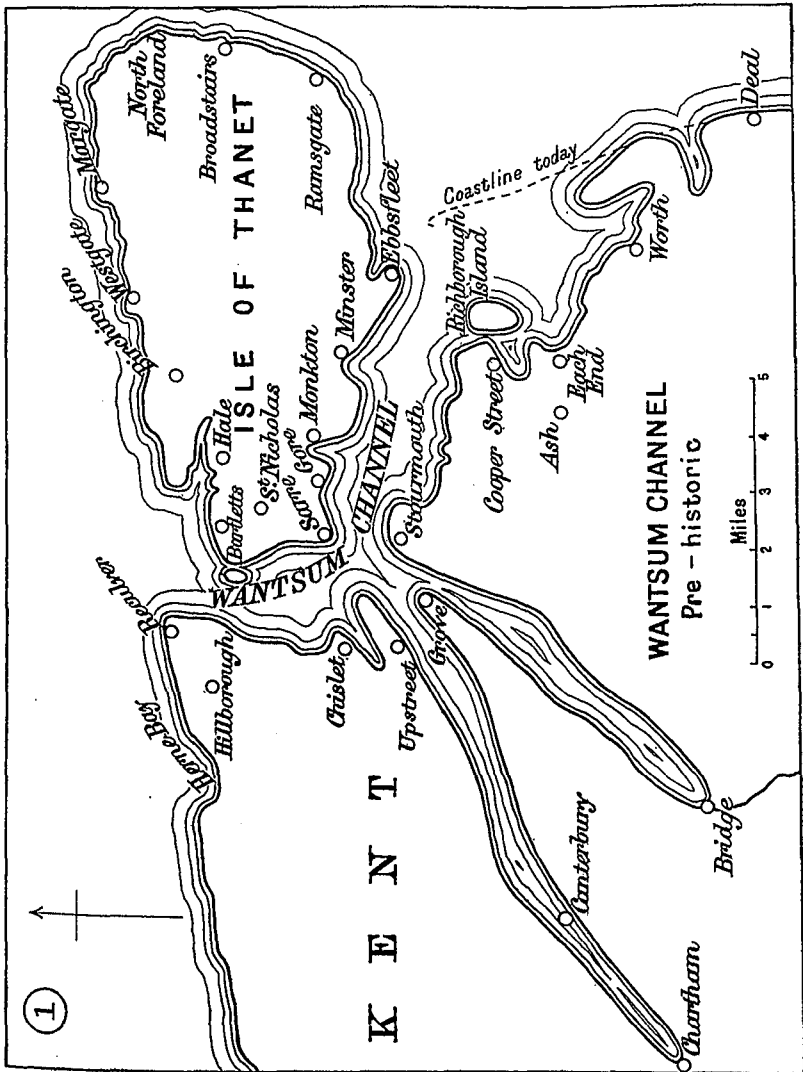 1
Margate
North
Foreland
Westgate
Birchington
Broadstairs
ISLE OF THANET
Hale
Bartletts
St Nicholas
Ramsgate
Reculver
Herne Bay
Hillborough
WANTSUM CHANNEL
Sarre
Gore
Monkton
Minster
Ebbsfleet
Chislet
Upstreet
Grove
Stourmouth
KENT
Coastline today
Richborough
Island
Cooper Street
Ash
Each
End
Worth
Deal
Canterbury
Chartham
Bridge
WANTSUM CHANNEL
Pre-historic
Miles
0 1 2 3 4 5